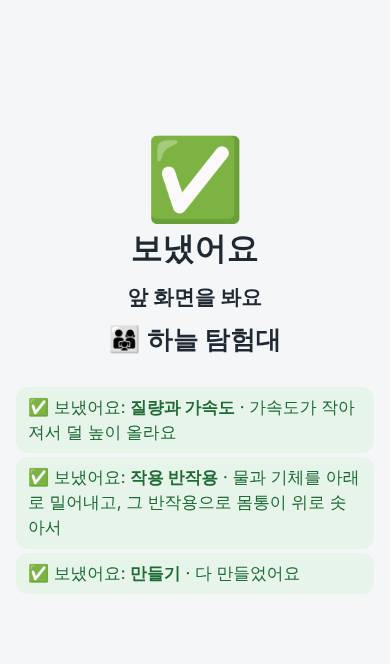 보냈어요
앞 화면을 봐요
하늘 탐험대
보냈어요: 질량과 가속도 · 가속도가 작아
져서 덜 높이 올라요
보냈어요: 작용 반작용 · 물과 기체를 아래
로 밀어내고, 그 반작용으로 몸통이 위로 솟
아서
보냈어요: 만들기 · 다 만들었어요